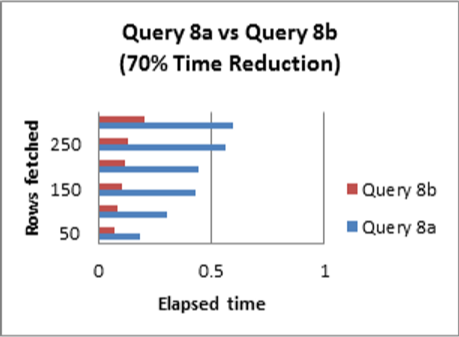 Query 8a vs Query 8b
(70% Time Reduction)
Rows fetched
250
150
50
0 0.5 1
Elapsed time
Query 8b
Query 8a